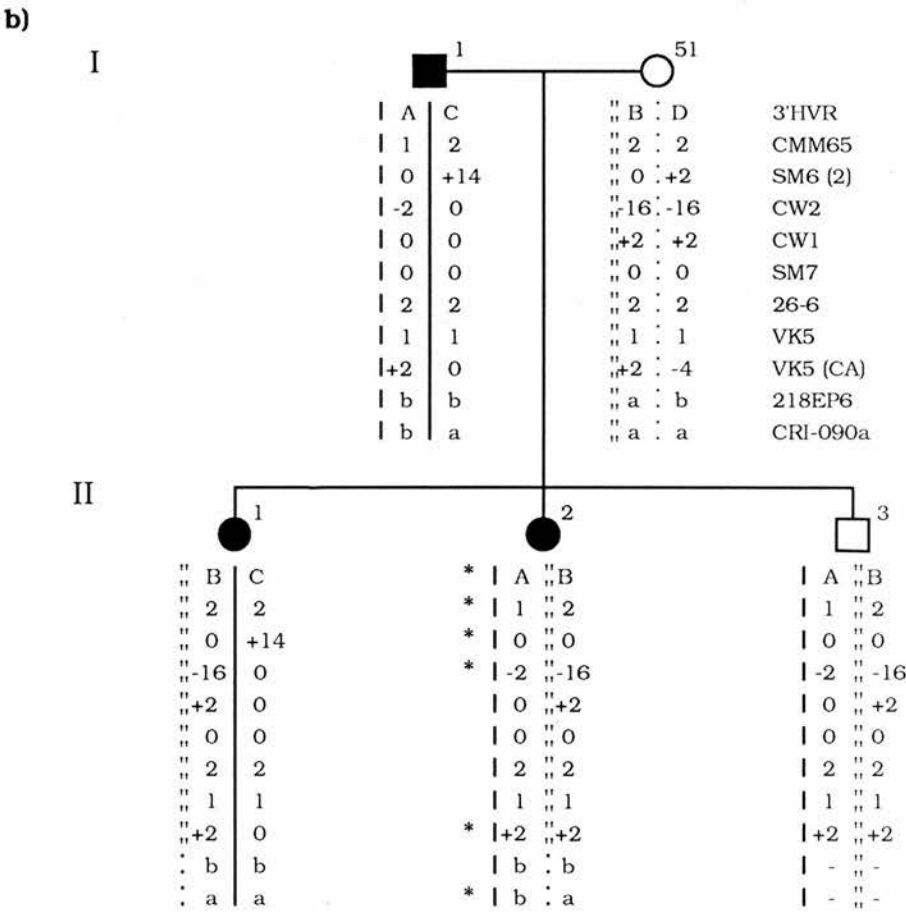 b)
I
1 51
A C B D 3'HVR
1 2 2 2 CMM65
0 +14 0 +2 SM6 (2)
-2 0 -16 -16 CW2
0 0 +2 +2 CW1
0 0 0 0 SM7
2 2 2 2 26-6
1 1 1 1 VK5
+2 0 +2 -4 VK5 (CA)
b b a b 218EP6
b a a a CRI-090a
II
1 2 3
B C * A B A B
2 2 * 1 2 1 2
0 +14 * 0 0 0 0
-16 0 * -2 -16 -2 -16
+2 0 0 +2 0 +2
0 0 0 0 0 0
2 2 2 2 2 2
1 1 1 1 1 1
+2 0 * +2 +2 +2 +2
b b b b - -
a a * b a - -